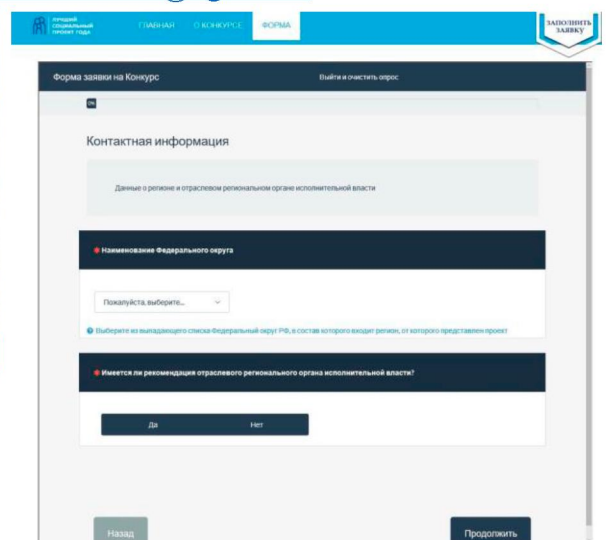 ЛУЧШИЙ
СОЦИАЛЬНЫЙ
ПРОЕКТ ГОДА
ГЛАВНАЯ
О КОНКУРСЕ
ФОРМА
ЗАПОЛНИТЬ
ЗАЯВКУ
Форма заявки на Конкурс
Выйти и очистить опрос
0%
Контактная информация
Данные о регионе и отраслевом региональном органе исполнительной власти
Наименование Федерального округа
Пожалуйста, выберите...
Выберите из выпадающего списка Федеральный округ РФ, в состав которого входит регион, от которого представлен проект
Имеется ли рекомендация отраслевого регионального органа исполнительной власти?
Да
Нет
Назад
Продолжить